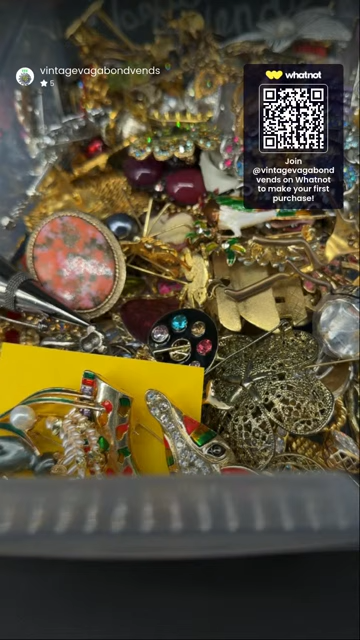 vintagevagabondvends
★ 5
whatnot
Join
@vintagevagabond
vends on Whatnot
to make your first
purchase!